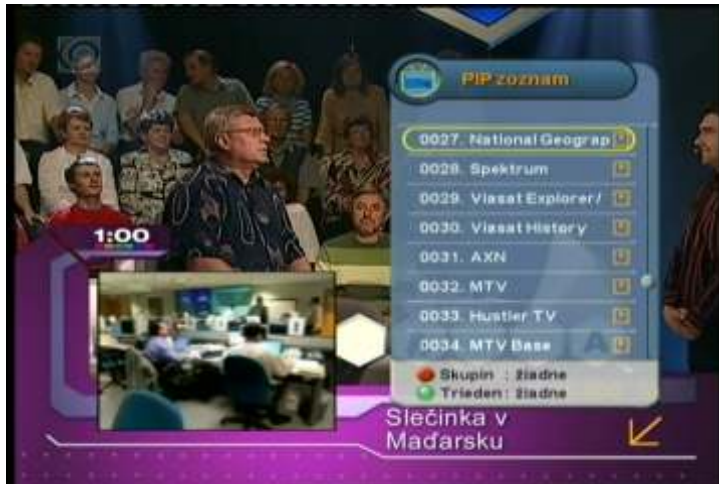 PIP zoznam
0027. National Geograp
0028. Spektrum
0029. Viasat Explorer/
0030. Viasat History
0031. AXN
0032. MTV
0033. Hustler TV
0034. MTV Base
Skupin : žiadne
Trieden: žiadne
1:00
A
Slečinka v
Maďarsku